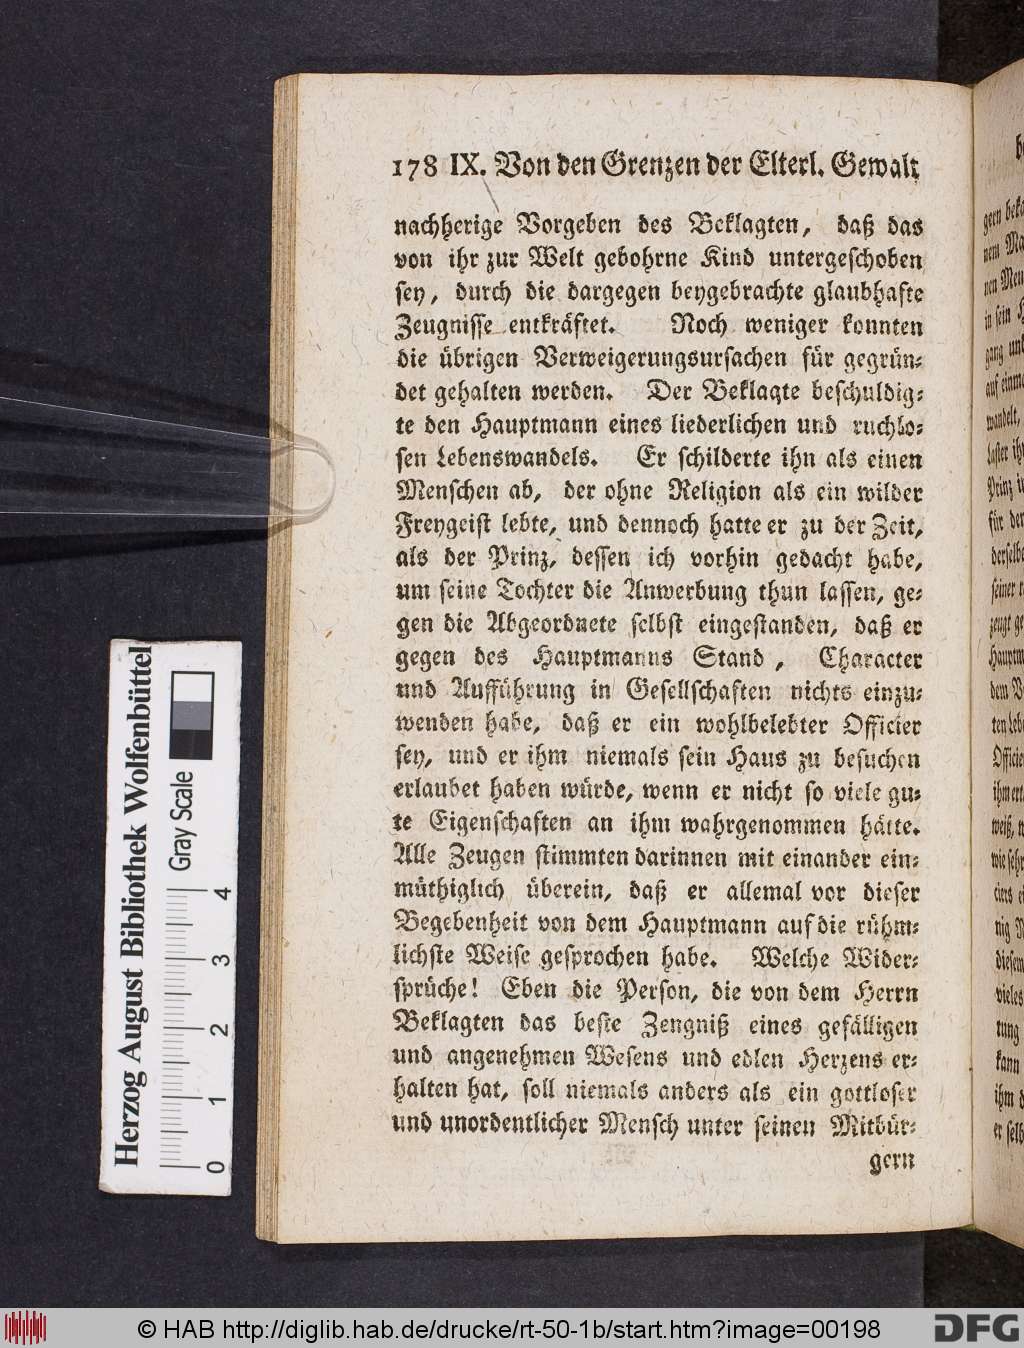 178 IX. Von den Grenzen der Elterl. Gewalt
nachherige Vorgeben des Beklagten, daß das
von ihr zur Welt gebohrne Kind untergeschoben
sey, durch die dargegen beygebrachte glaubhafte
Zeugnisse entkräftet. Noch weniger konnten
die übrigen Verweigerungsursachen für gegrün⸗
det gehalten werden. Der Beklagte beschuldig⸗
te den Hauptmann eines liederlichen und ruchlo⸗
sen Lebenswandels. Er schilderte ihn als einen
Menschen ab, der ohne Religion als ein wilder
Freygeist lebte, und dennoch hatte er zu der Zeit,
als der Prinz, dessen ich vorhin gedacht habe,
um seine Tochter die Anwerbung thun lassen, ge⸗
gen die Abgeordnete selbst eingestanden, daß er
gegen des Hauptmanns Stand, Character
und Aufführung in Gesellschaften nichts einzu⸗
wenden habe, daß er ein wohlbelebter Officier
sey, und er ihm niemals sein Haus zu besuchen
erlaubet haben würde, wenn er nicht so viele gu⸗
te Eigenschaften an ihm wahrgenommen hätte.
Alle Zeugen stimmten darinnen mit einander ein⸗
müthiglich überein, daß er allemal vor dieser
Begebenheit von dem Hauptmann auf die rühm⸗
lichste Weise gesprochen habe. Welche Wider⸗
sprüche! Eben die Person, die von dem Herrn
Beklagten das beste Zengniß eines gefälligen
und angenehmen Wesens und edlen Herzens er⸗
halten hat, soll niemals anders als ein gottloser
und unordentlicher Mensch unter seinen Mitbür⸗
gern
Herzog August Bibliothek Wolfenbüttel
Gray Scale
0 1 2 3 4
© HAB http://diglib.hab.de/drucke/rt-50-1b/start.htm?image=00198
DFG